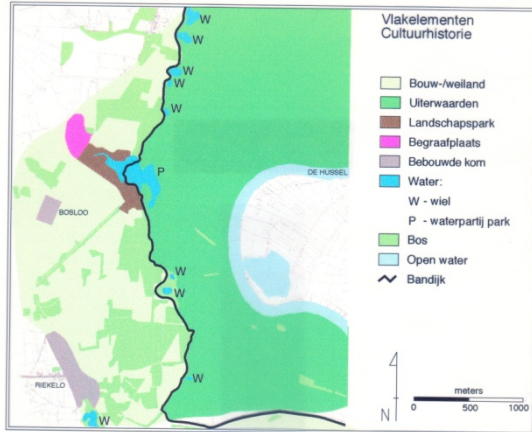 Vlakelementen
Cultuurhistorie
Bouw-/weiland
Uiterwaarden
Landschapspark
Begraafplaats
Bebouwde kom
Water:
W - wiel
P - waterpartij park
Bos
Open water
Bandijk
meters
0 500 1000
N
W
W
W
W
W
P
DE HUSSEL
BOSLOO
W
W
W
RIEKELO
W